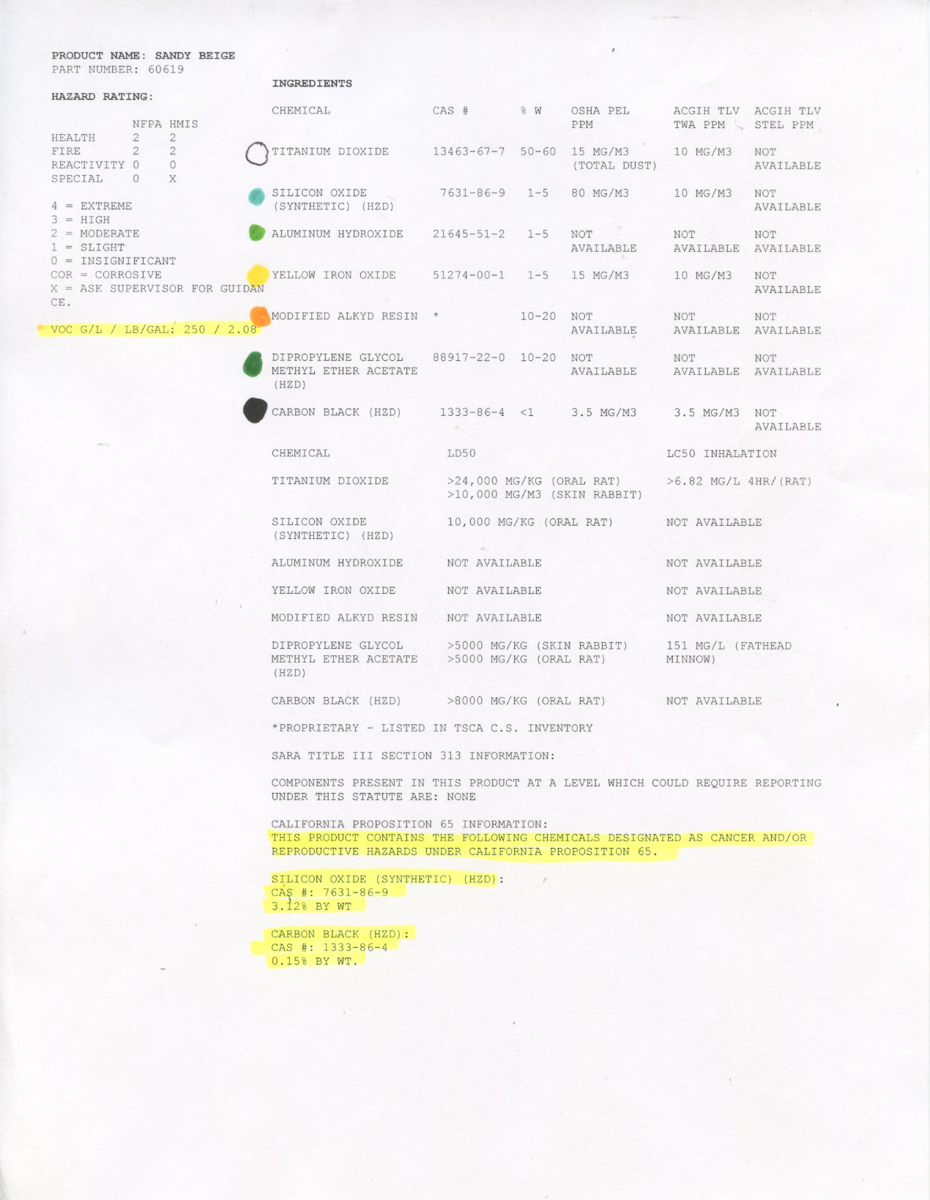 PRODUCT NAME: SANDY BEIGE
PART NUMBER: 60619
HAZARD RATING:
NFPA HMIS
HEALTH 2 2
FIRE 2 2
REACTIVITY 0 0
SPECIAL 0 X
4 = EXTREME
3 = HIGH
2 = MODERATE
1 = SLIGHT
0 = INSIGNIFICANT
COR = CORROSIVE
X = ASK SUPERVISOR FOR GUIDAN
CE.
VOC G/L / LB/GAL: 250 / 2.08
INGREDIENTS
CHEMICAL CAS # % W OSHA PEL ACGIH TLV ACGIH TLV
PPM TWA PPM STEL PPM
TITANIUM DIOXIDE 13463-67-7 50-60 15 MG/M3 10 MG/M3 NOT
(TOTAL DUST) AVAILABLE
SILICON OXIDE 7631-86-9 1-5 80 MG/M3 10 MG/M3 NOT
(SYNTHETIC) (HZD) AVAILABLE
ALUMINUM HYDROXIDE 21645-51-2 1-5 NOT NOT NOT
AVAILABLE AVAILABLE AVAILABLE
YELLOW IRON OXIDE 51274-00-1 1-5 15 MG/M3 10 MG/M3 NOT
AVAILABLE
MODIFIED ALKYD RESIN * 10-20 NOT NOT NOT
AVAILABLE AVAILABLE AVAILABLE
DIPROPYLENE GLYCOL 88917-22-0 10-20 NOT NOT NOT
METHYL ETHER ACETATE AVAILABLE AVAILABLE AVAILABLE
(HZD)
CARBON BLACK (HZD) 1333-86-4 <1 3.5 MG/M3 3.5 MG/M3 NOT
AVAILABLE
CHEMICAL LD50 LC50 INHALATION
TITANIUM DIOXIDE >24,000 MG/KG (ORAL RAT) >6.82 MG/L 4HR/(RAT)
>10,000 MG/M3 (SKIN RABBIT)
SILICON OXIDE 10,000 MG/KG (ORAL RAT) NOT AVAILABLE
(SYNTHETIC) (HZD)
ALUMINUM HYDROXIDE NOT AVAILABLE NOT AVAILABLE
YELLOW IRON OXIDE NOT AVAILABLE NOT AVAILABLE
MODIFIED ALKYD RESIN NOT AVAILABLE NOT AVAILABLE
DIPROPYLENE GLYCOL >5000 MG/KG (SKIN RABBIT) 151 MG/L (FATHEAD
METHYL ETHER ACETATE >5000 MG/KG (ORAL RAT) MINNOW)
(HZD)
CARBON BLACK (HZD) >8000 MG/KG (ORAL RAT) NOT AVAILABLE
*PROPRIETARY - LISTED IN TSCA C.S. INVENTORY
SARA TITLE III SECTION 313 INFORMATION:
COMPONENTS PRESENT IN THIS PRODUCT AT A LEVEL WHICH COULD REQUIRE REPORTING
UNDER THIS STATUTE ARE: NONE
CALIFORNIA PROPOSITION 65 INFORMATION:
THIS PRODUCT CONTAINS THE FOLLOWING CHEMICALS DESIGNATED AS CANCER AND/OR
REPRODUCTIVE HAZARDS UNDER CALIFORNIA PROPOSITION 65.
SILICON OXIDE (SYNTHETIC) (HZD):
CAS #: 7631-86-9
3.12% BY WT
CARBON BLACK (HZD):
CAS #: 1333-86-4
0.15% BY WT.